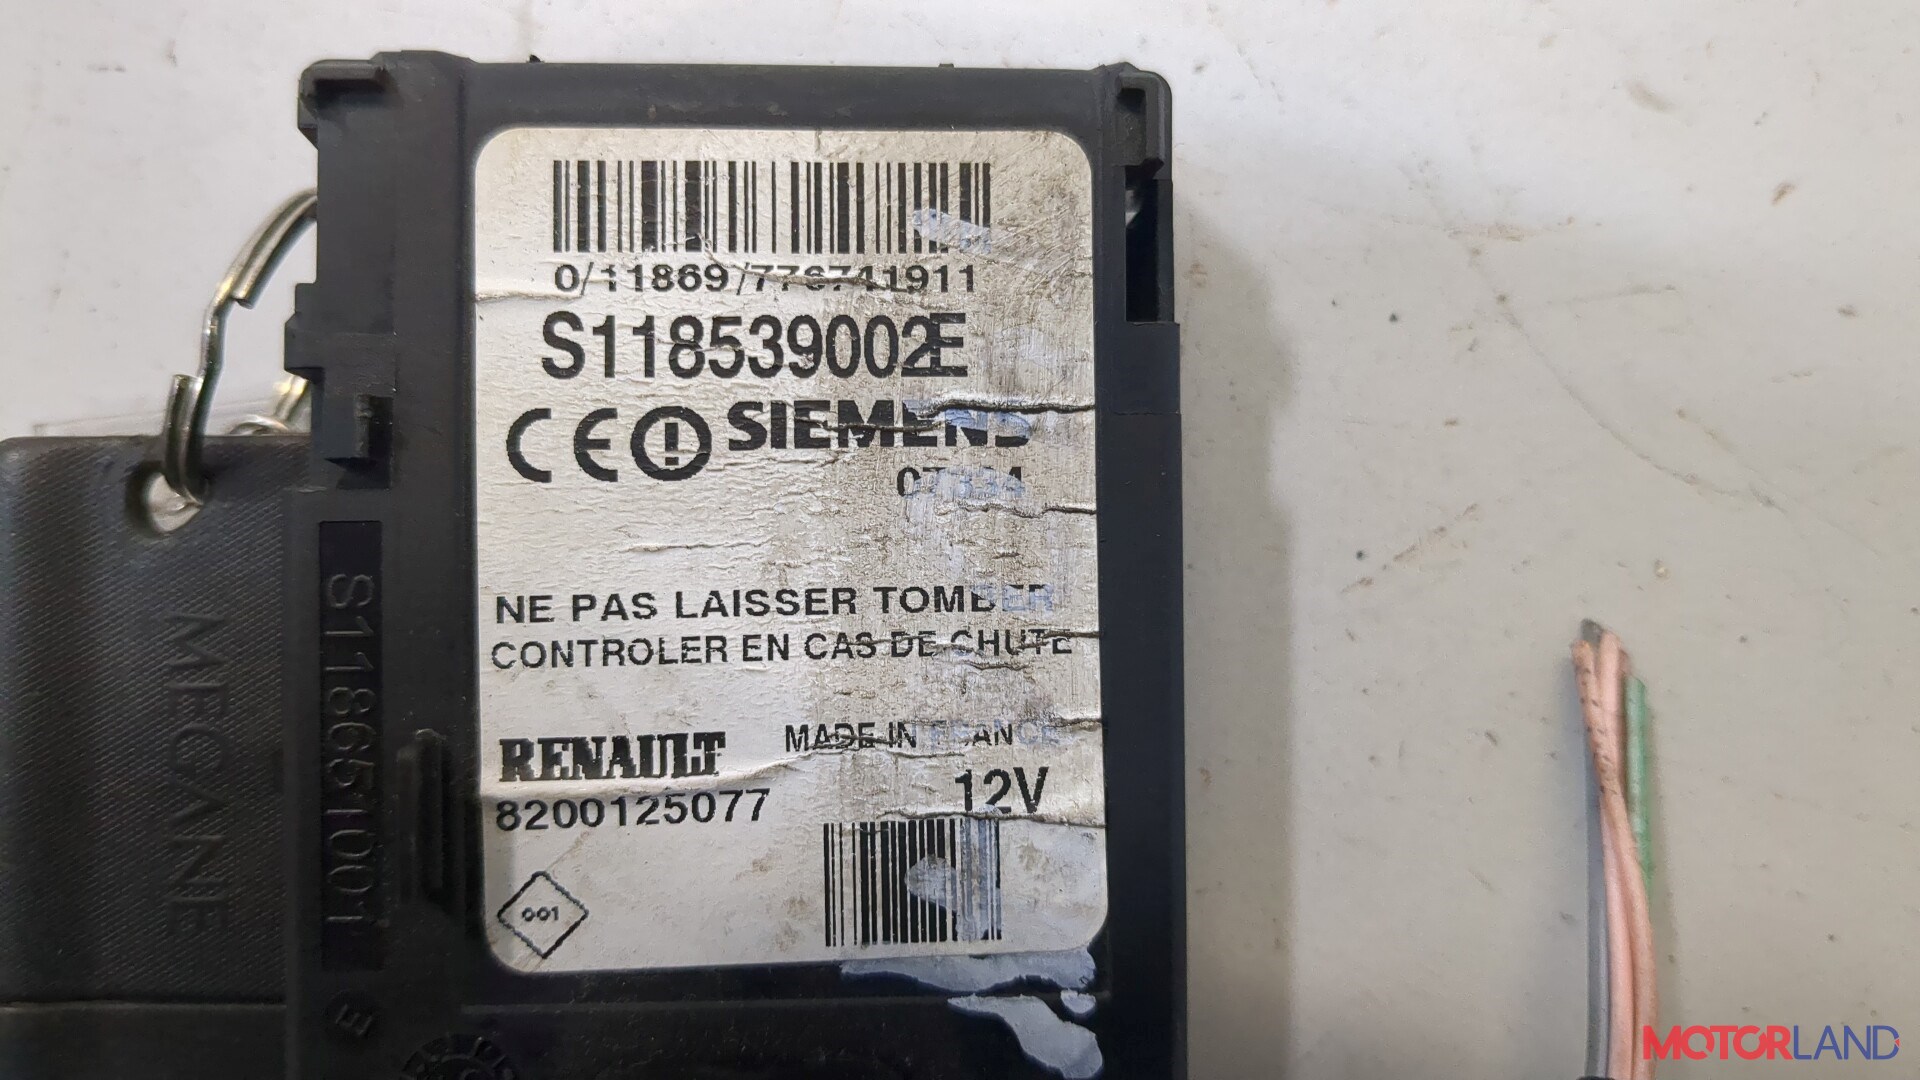 0/11869/776741911
S118539002E
CE SIEMENS
NE PAS LAISSER TOMBER
CONTROLER EN CAS DE CHUTE
RENAULT
MADE IN FRANCE
8200125077
12V
001
S118651001
E
MEGANE
MOTORLAND